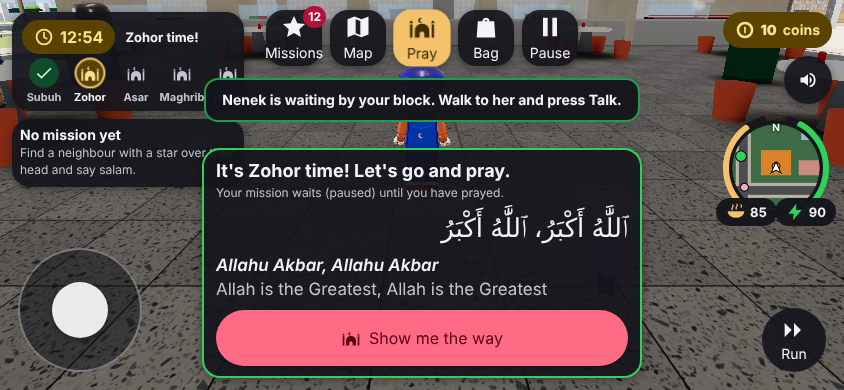 12:54
Zohor time!
Subuh
Zohor
Asar
Maghrib
12
Missions
Map
Pray
Bag
Pause
10 coins
Nenek is waiting by your block. Walk to her and press Talk.
No mission yet
Find a neighbour with a star over
head and say salam.
It's Zohor time! Let's go and pray.
Your mission waits (paused) until you have prayed.
ٱللَّهُ أَكْبَرُ، ٱللَّهُ أَكْبَرُ
Allahu Akbar, Allahu Akbar
Allah is the Greatest, Allah is the Greatest
Show me the way
N
85
90
Run